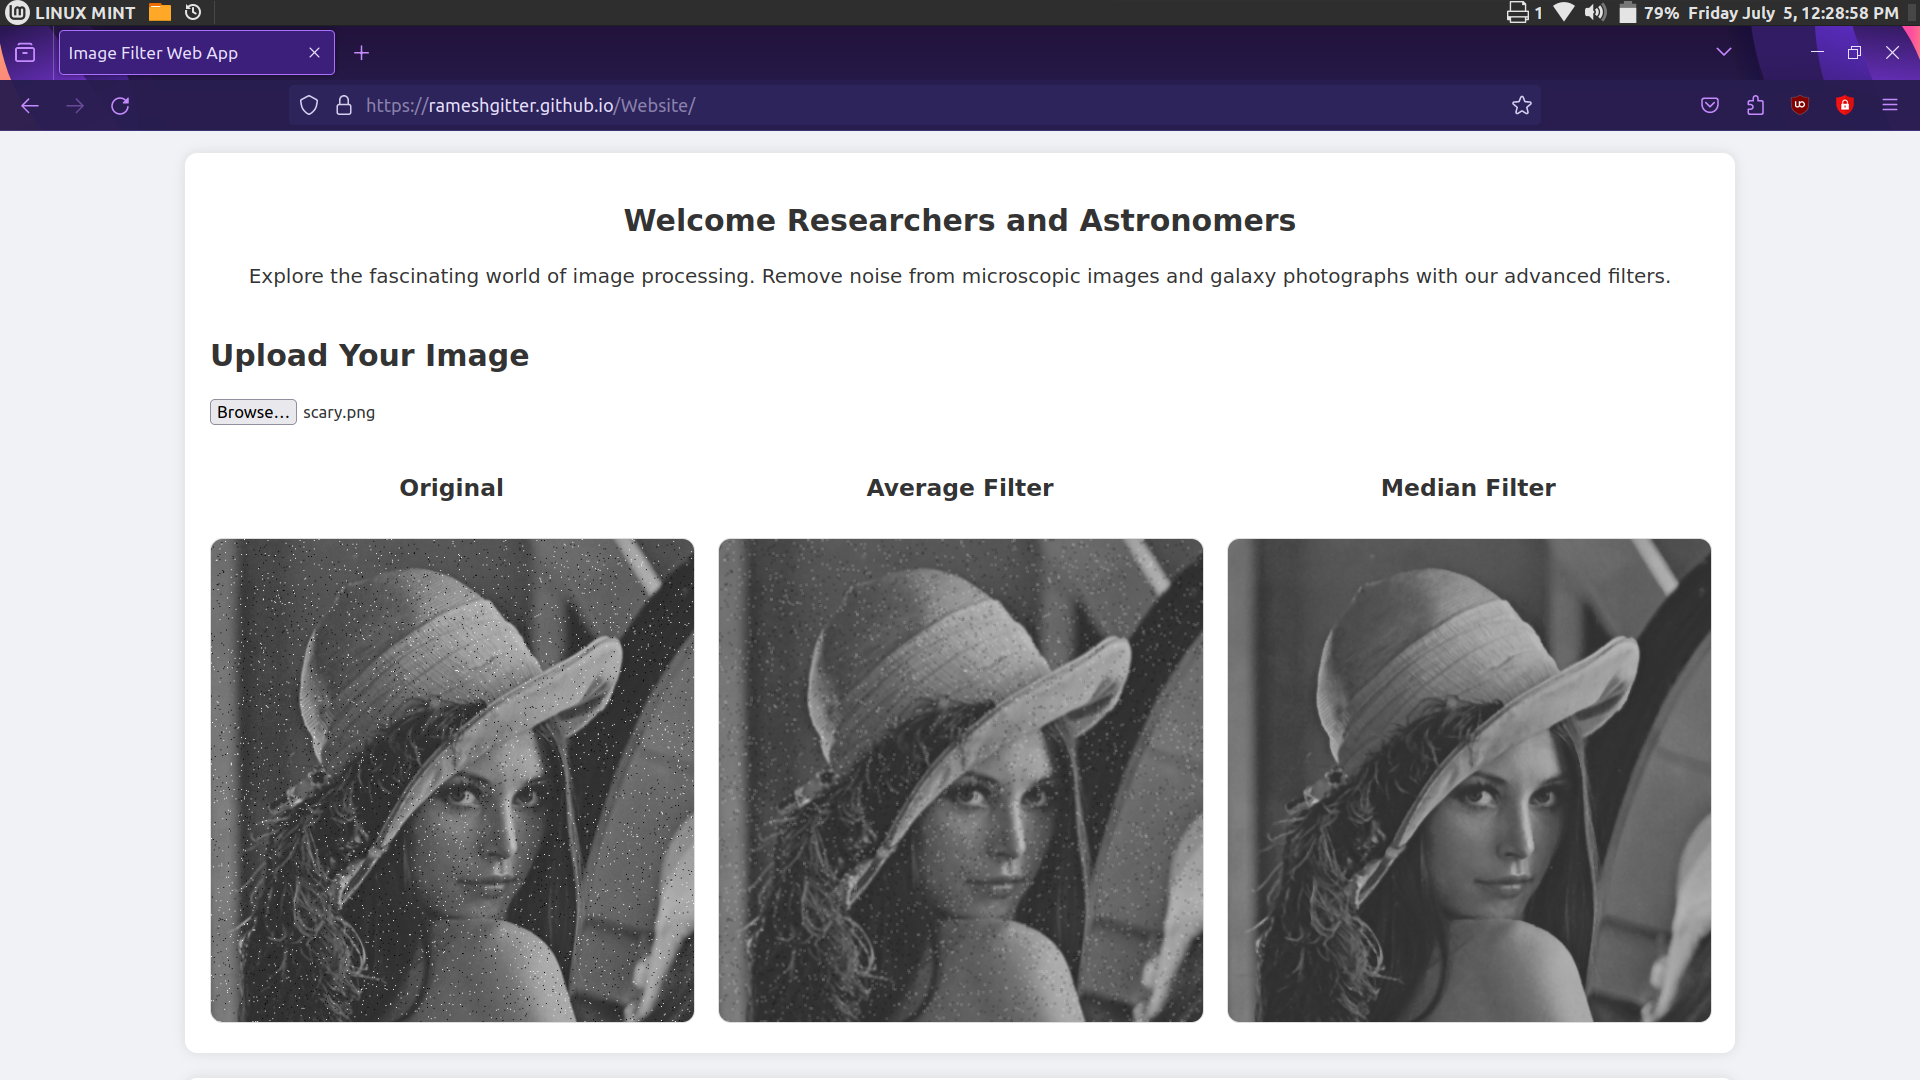 LINUX MINT
1
79% Friday July 5, 12:28:58 PM
Image Filter Web App
https://rameshgitter.github.io/Website/
Welcome Researchers and Astronomers
Explore the fascinating world of image processing. Remove noise from microscopic images and galaxy photographs with our advanced filters.
Upload Your Image
Browse... scary.png
Original
Average Filter
Median Filter